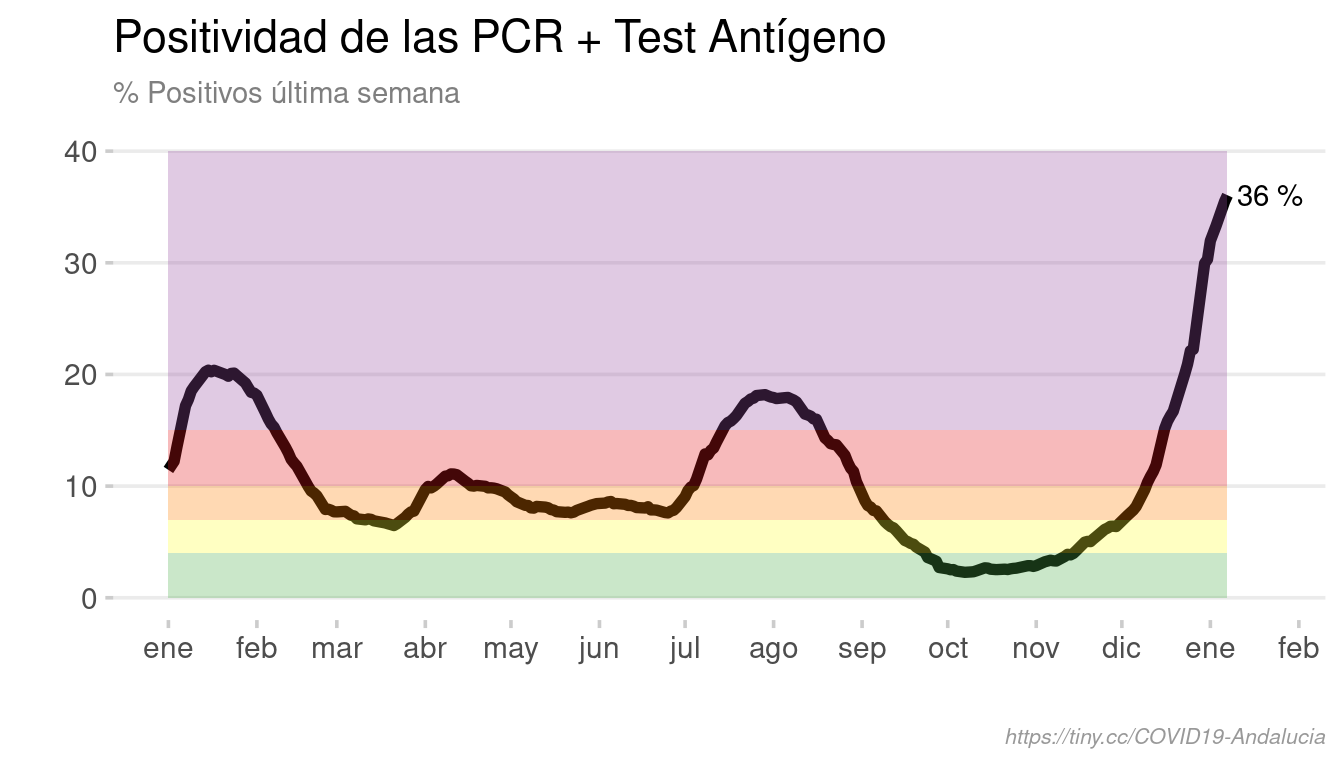 Positividad de las PCR + Test Antígeno
% Positivos última semana
40
36 %
30
20
10
0
ene feb mar abr may jun jul ago sep oct nov dic ene feb
https://tiny.cc/COVID19-Andalucia